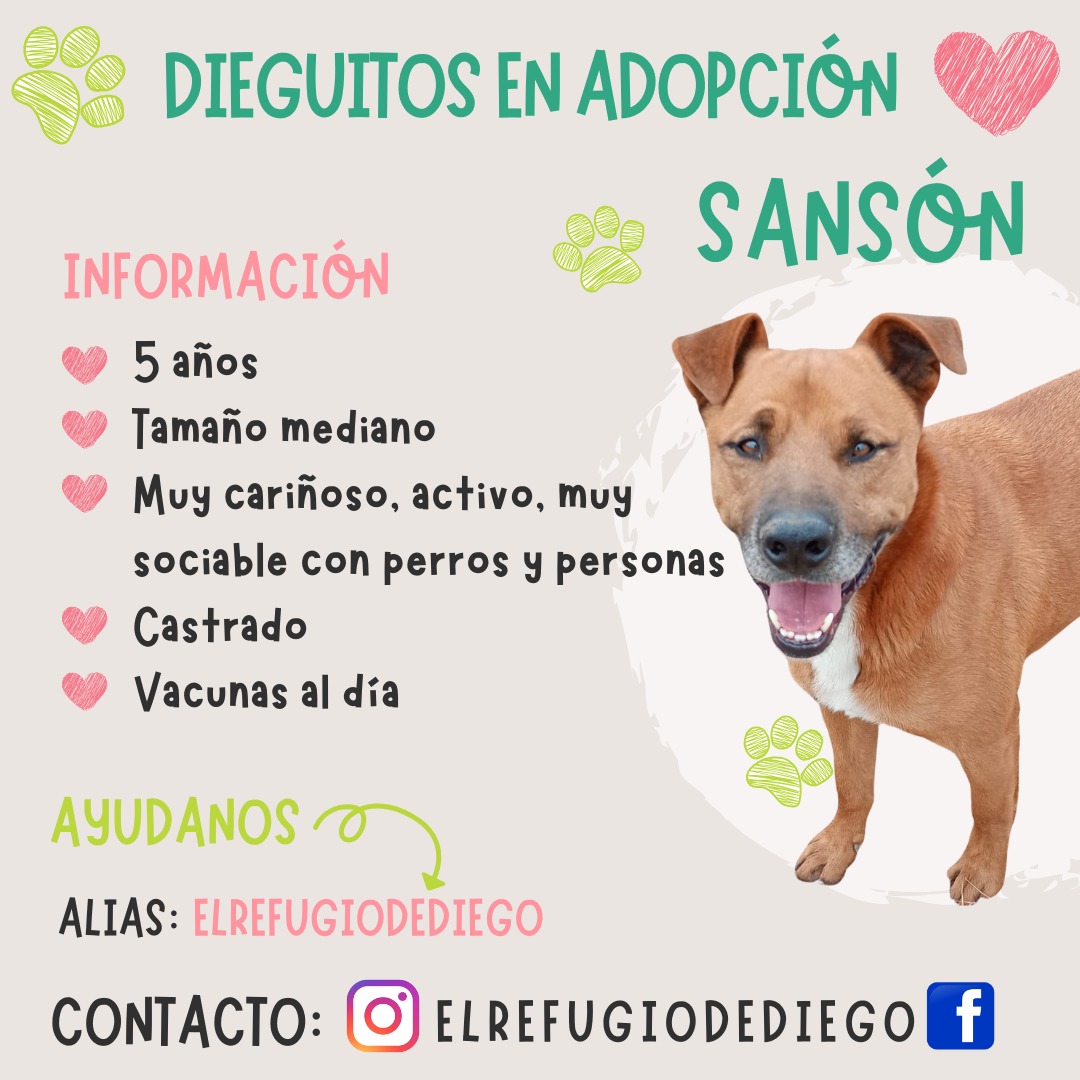 DIEGUITOS EN ADOPCIÓN
SANSÓN
INFORMACIÓN
5 años
Tamaño mediano
Muy cariñoso, activo, muy
sociable con perros y personas
Castrado
Vacunas al día
AYUDANOS
ALIAS: ELREFUGIODEDIEGO
CONTACTO: ELREFUGIODEDIEGO f